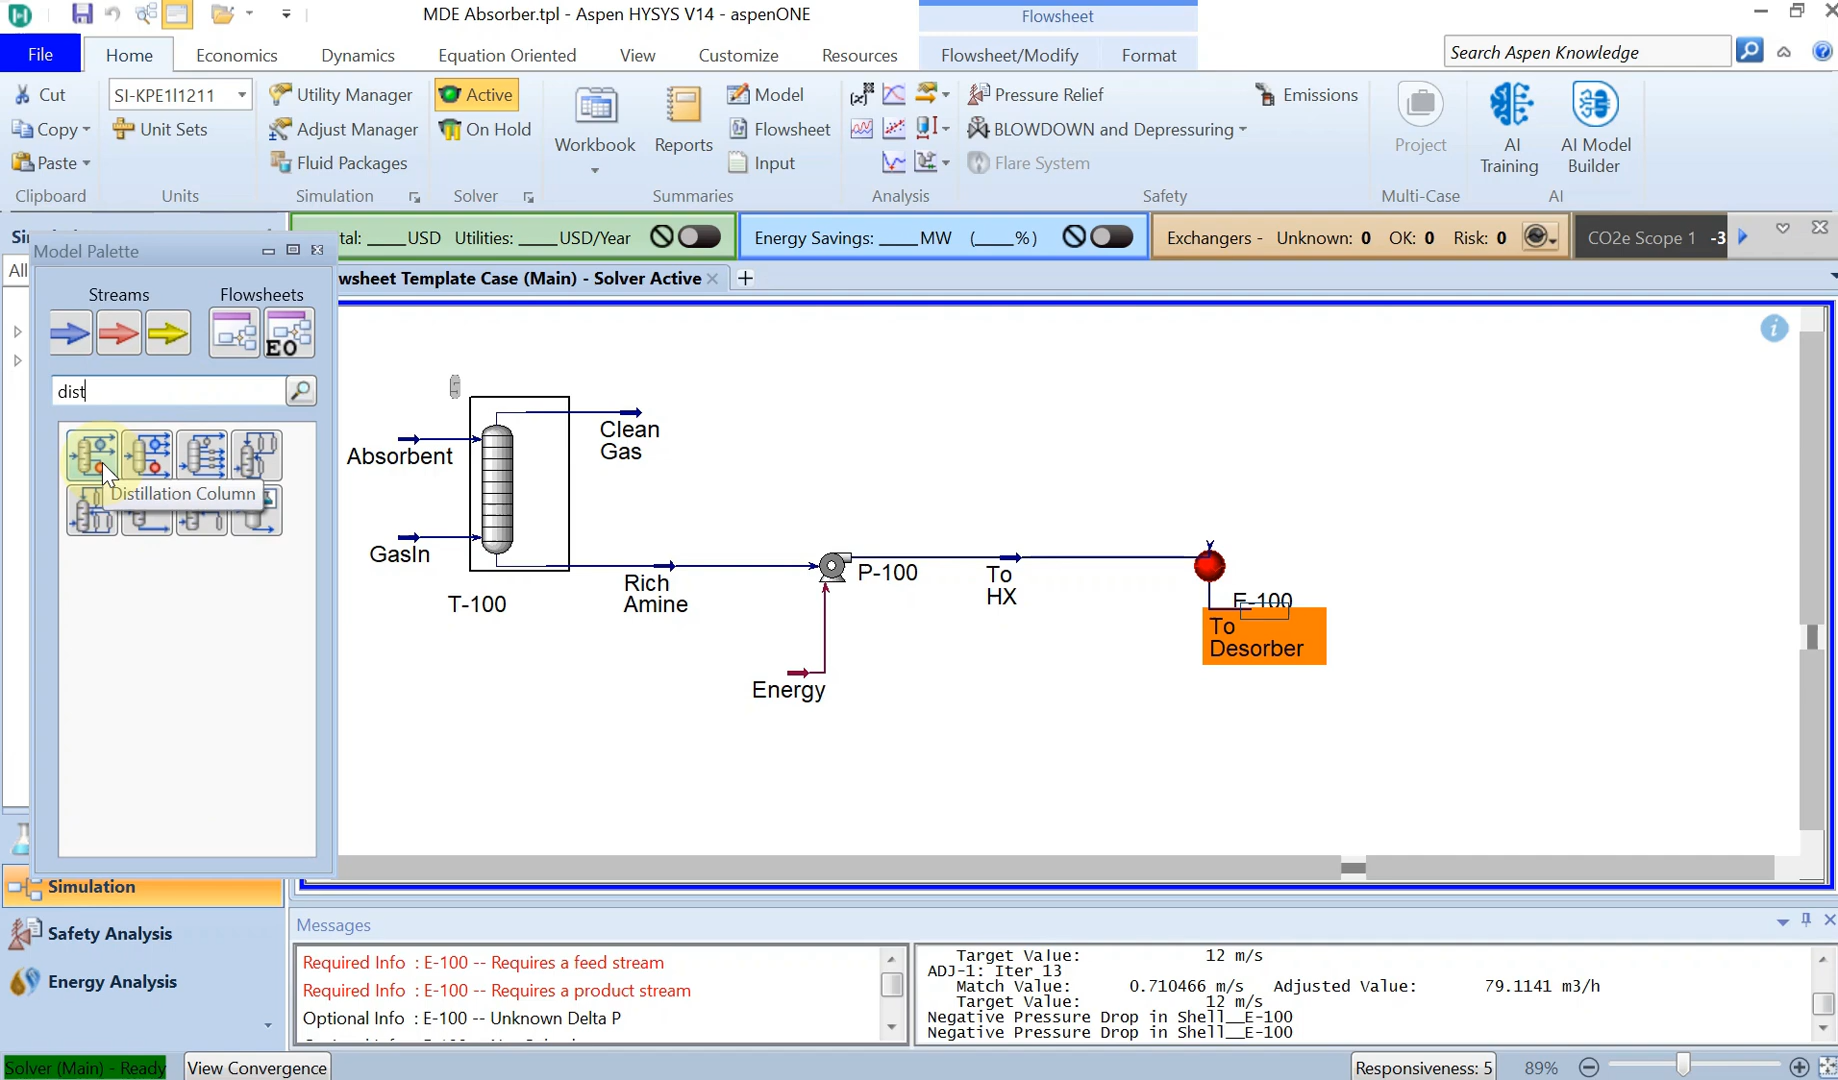 MDE Absorber.tpl - Aspen HYSYS V14 - aspenONE
Flowsheet
File
Home
Economics
Dynamics
Equation Oriented
View
Customize
Resources
Flowsheet/Modify
Format
Search Aspen Knowledge
Cut
SI-KPE1l1211
Utility Manager
Active
Model
Pressure Relief
Emissions
Copy
Unit Sets
Adjust Manager
On Hold
Workbook
Reports
Flowsheet
BLOWDOWN and Depressuring
Project
AI Training
AI Model Builder
Paste
Fluid Packages
Input
Flare System
Clipboard
Units
Simulation
Solver
Summaries
Analysis
Safety
Multi-Case
AI
USD Utilities: ____USD/Year
Energy Savings: ____MW (____%)
Exchangers - Unknown: 0 OK: 0 Risk: 0
CO2e Scope 1 -3
Model Palette
All
wsheet Template Case (Main) - Solver Active
Streams
Flowsheets
EO
dist
Distillation Column
Absorbent
Clean
Gas
GasIn
T-100
Rich
Amine
P-100
To
HX
E-100
To
Desorber
Energy
Simulation
Safety Analysis
Energy Analysis
Messages
Required Info : E-100 -- Requires a feed stream
Required Info : E-100 -- Requires a product stream
Optional Info : E-100 -- Unknown Delta P
Target Value: 12 m/s
ADJ-1: Iter 13
Match Value: 0.710466 m/s Adjusted Value: 79.1141 m3/h
Target Value: 12 m/s
Negative Pressure Drop in Shell__E-100
Negative Pressure Drop in Shell__E-100
Solver (Main) - Ready
View Convergence
Responsiveness: 5
89%